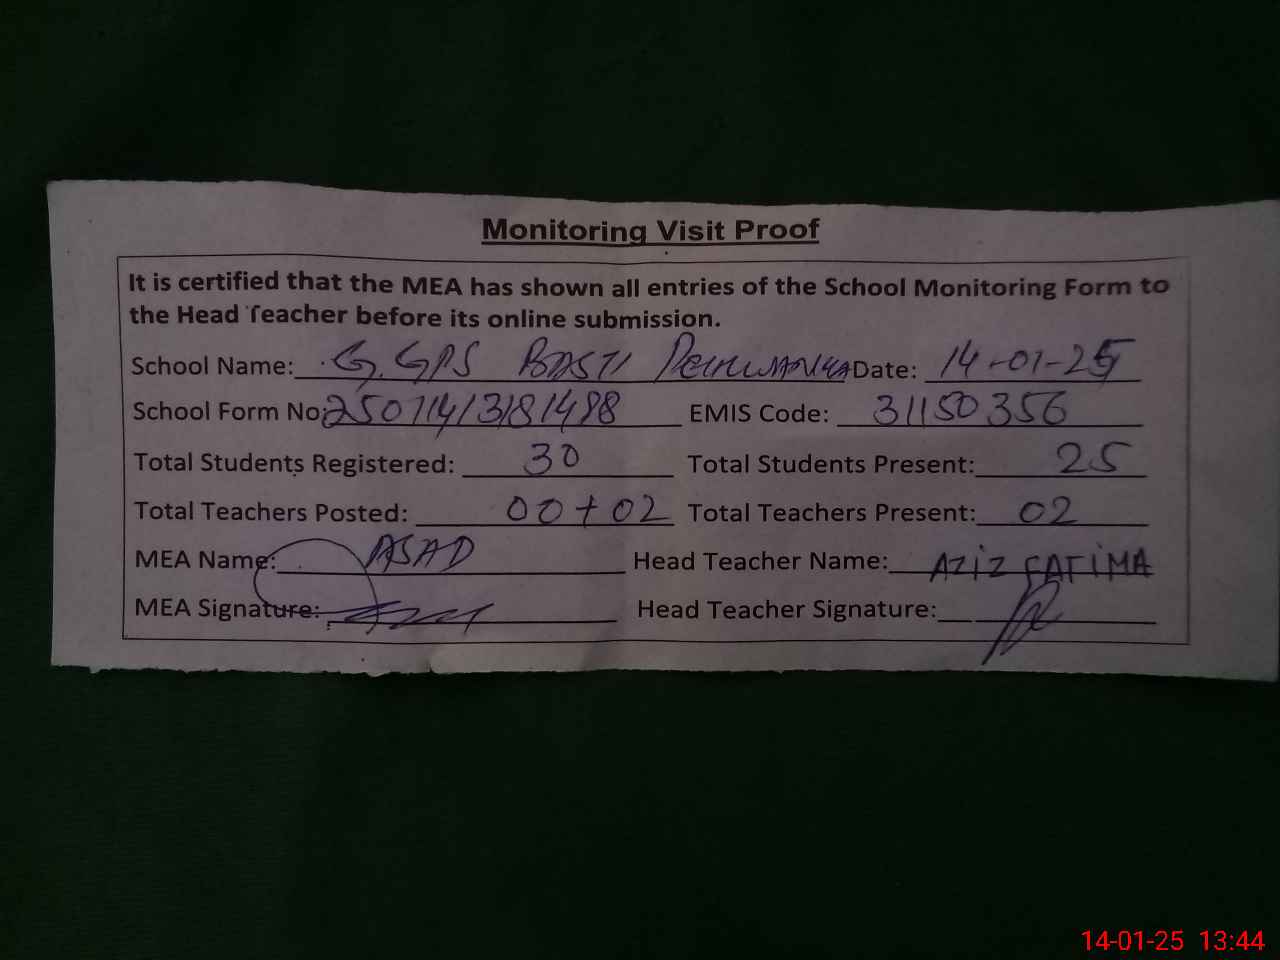 Monitoring Visit Proof
It is certified that the MEA has shown all entries of the School Monitoring Form to
the Head Teacher before its online submission.
School Name: G.GPS BASTI Date: 14-01-25
School Form No: EMIS Code: 31150356
Total Students Registered: 30 Total Students Present: 25
Total Teachers Posted: 00+02 Total Teachers Present: 02
MEA Name: ASAD Head Teacher Name: AZIZ FATIMA
MEA Signature: Head Teacher Signature:
14-01-25 13:44